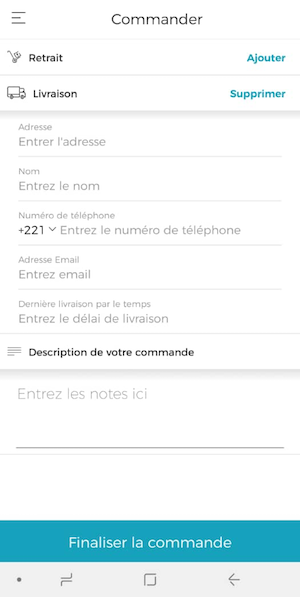 Commander
Retrait Ajouter
Livraison Supprimer
Adresse
Entrer l'adresse
Nom
Entrez le nom
Numéro de téléphone
+221 Entrez le numéro de téléphone
Adresse Email
Entrez email
Dernière livraison par le temps
Entrez le délai de livraison
Description de votre commande
Entrez les notes ici
Finaliser la commande